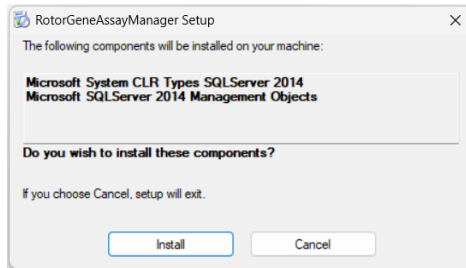 RotorGeneAssayManager Setup
The following components will be installed on your machine:
Microsoft System CLR Types SQLServer 2014
Microsoft SQLServer 2014 Management Objects
Do you wish to install these components?
If you choose Cancel, setup will exit.
Install Cancel